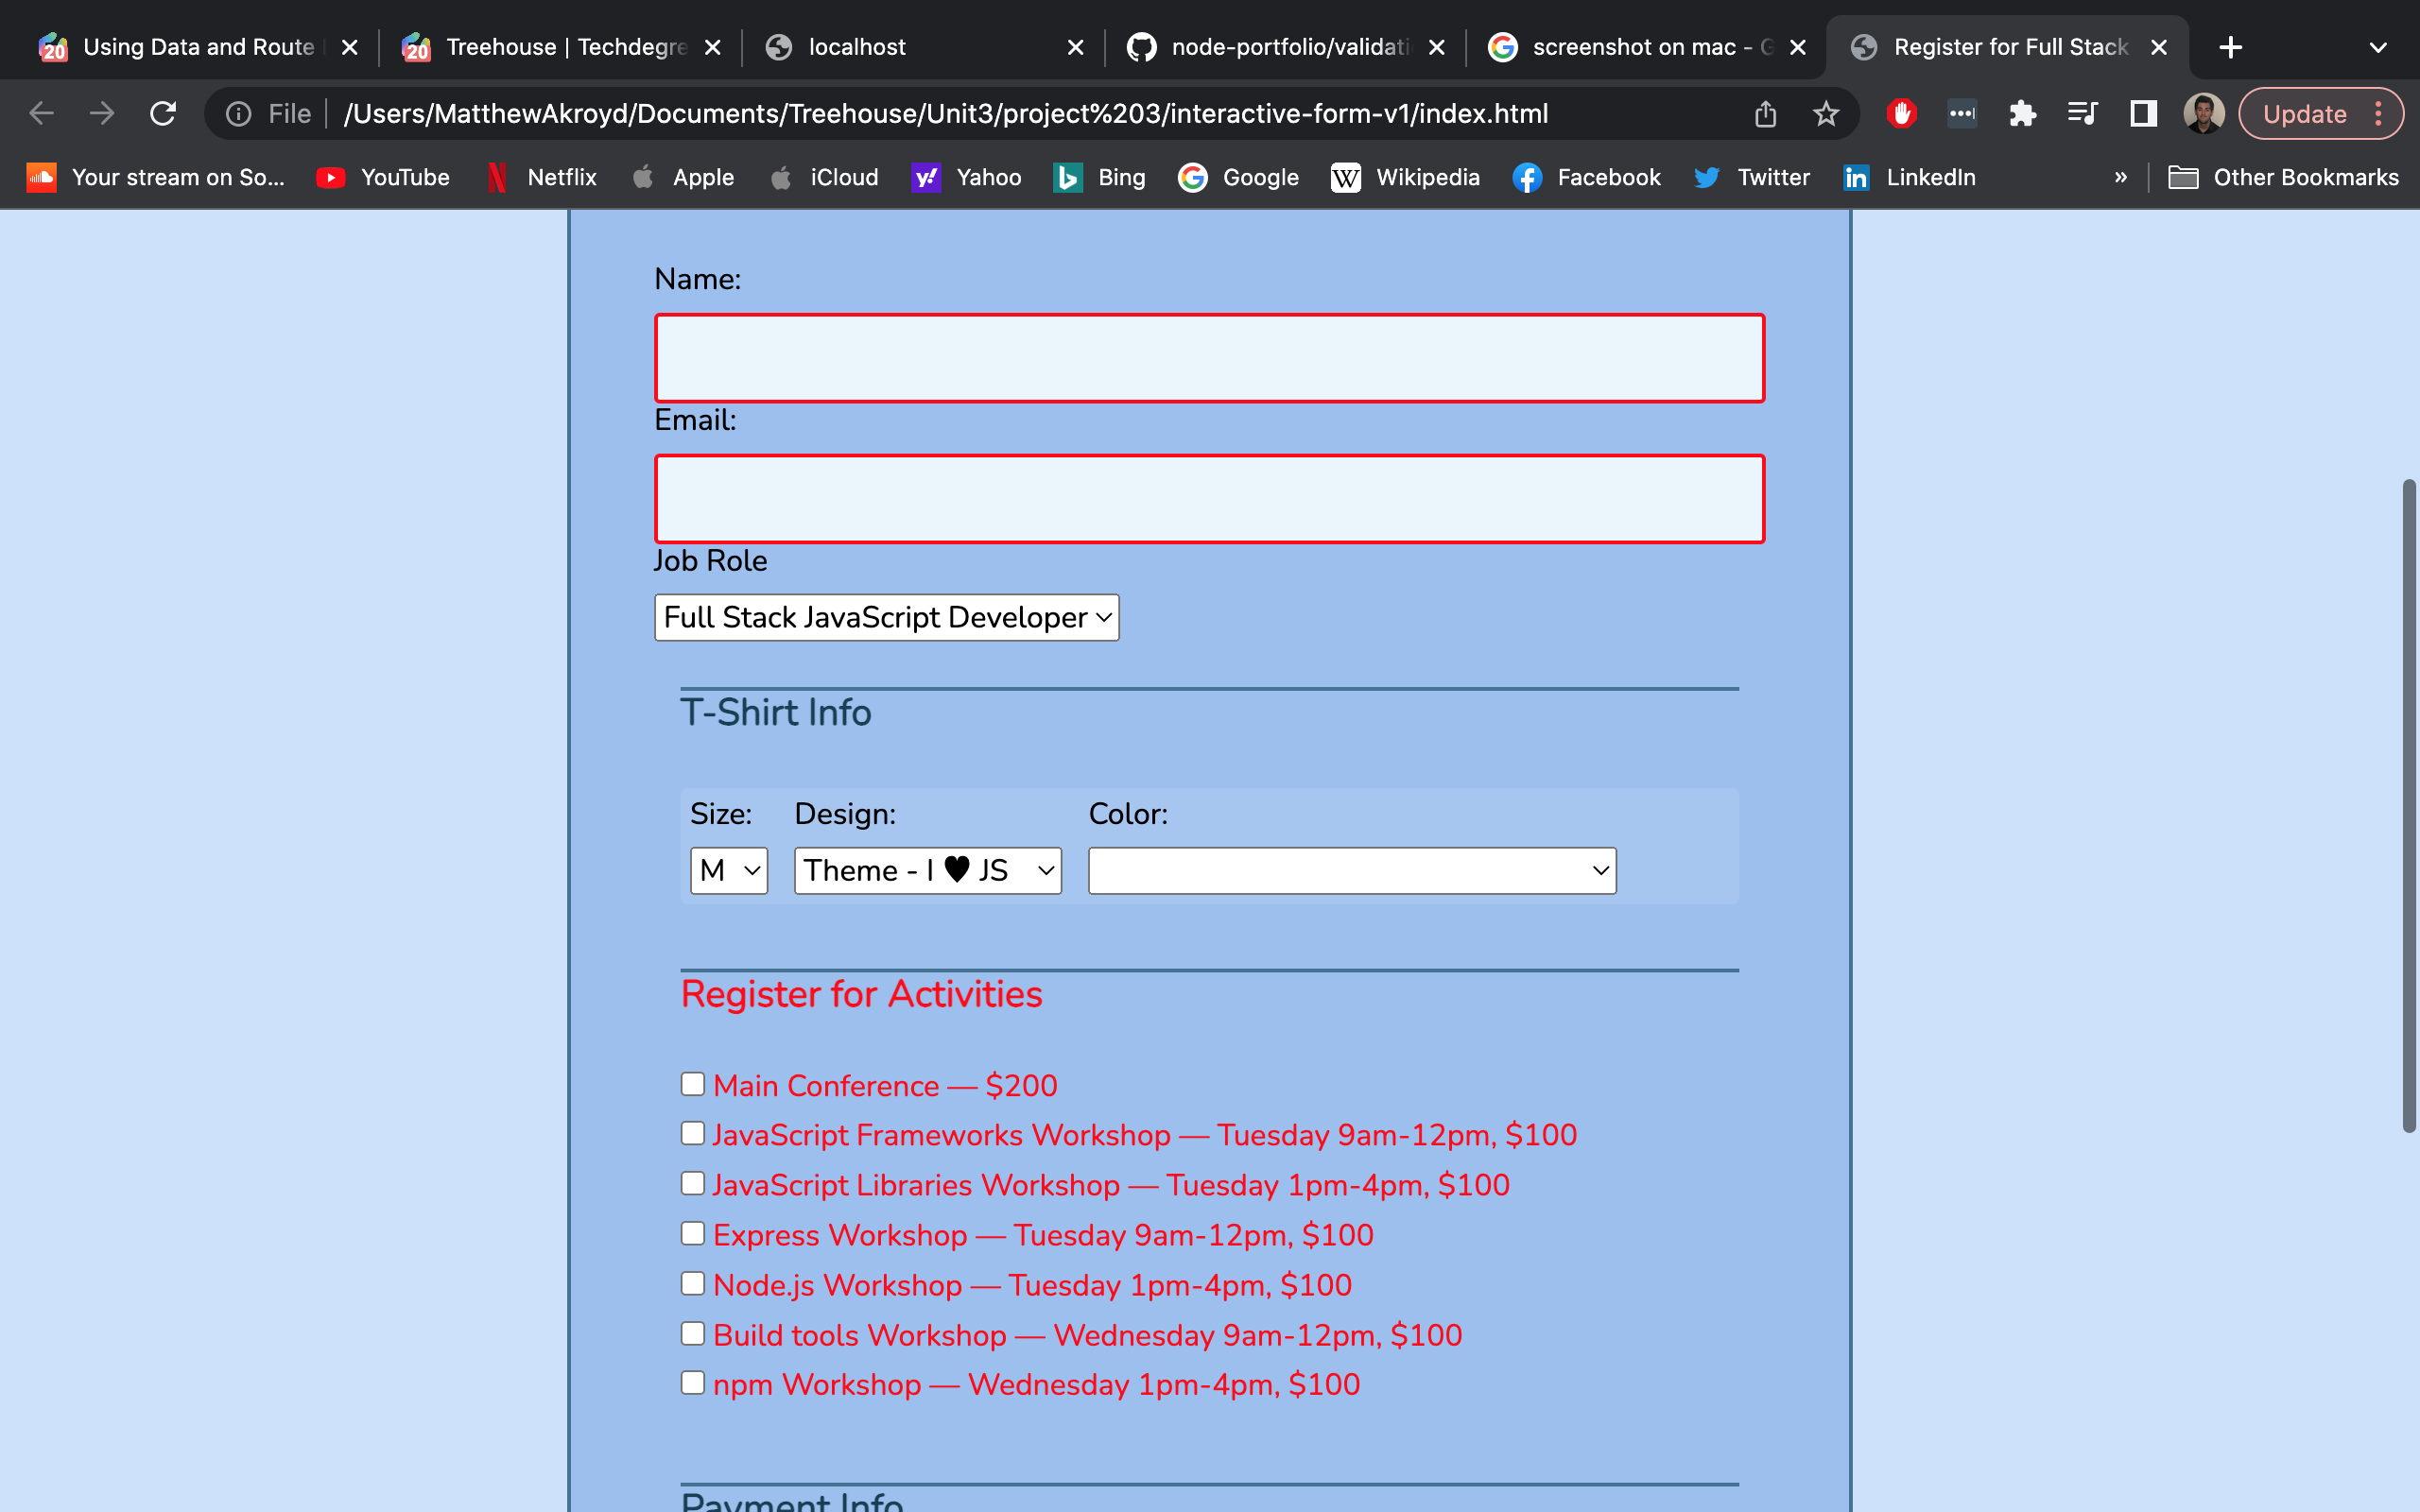 Using Data and Route
Treehouse | Techdegre
localhost
node-portfolio/validati
screenshot on mac - G
Register for Full Stack
File
/Users/MatthewAkroyd/Documents/Treehouse/Unit3/project%203/interactive-form-v1/index.html
Update
Your stream on So... YouTube Netflix Apple iCloud Yahoo Bing Google Wikipedia Facebook Twitter LinkedIn » Other Bookmarks
Name:
Email:
Job Role
Full Stack JavaScript Developer
T-Shirt Info
Size: Design: Color:
M Theme - I ♥ JS
Register for Activities
Main Conference — $200
JavaScript Frameworks Workshop — Tuesday 9am-12pm, $100
JavaScript Libraries Workshop — Tuesday 1pm-4pm, $100
Express Workshop — Tuesday 9am-12pm, $100
Node.js Workshop — Tuesday 1pm-4pm, $100
Build tools Workshop — Wednesday 9am-12pm, $100
npm Workshop — Wednesday 1pm-4pm, $100
Payment Info